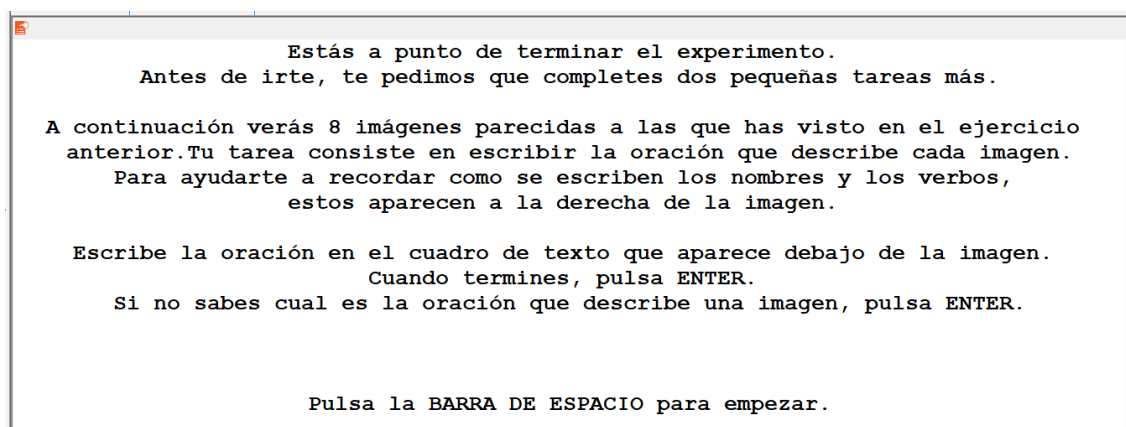 Estás a punto de terminar el experimento.
Antes de irte, te pedimos que completes dos pequeñas tareas más.
A continuación verás 8 imágenes parecidas a las que has visto en el ejercicio
anterior.Tu tarea consiste en escribir la oración que describe cada imagen.
Para ayudarte a recordar como se escriben los nombres y los verbos,
estos aparecen a la derecha de la imagen.
Escribe la oración en el cuadro de texto que aparece debajo de la imagen.
Cuando termines, pulsa ENTER.
Si no sabes cual es la oración que describe una imagen, pulsa ENTER.
Pulsa la BARRA DE ESPACIO para empezar.